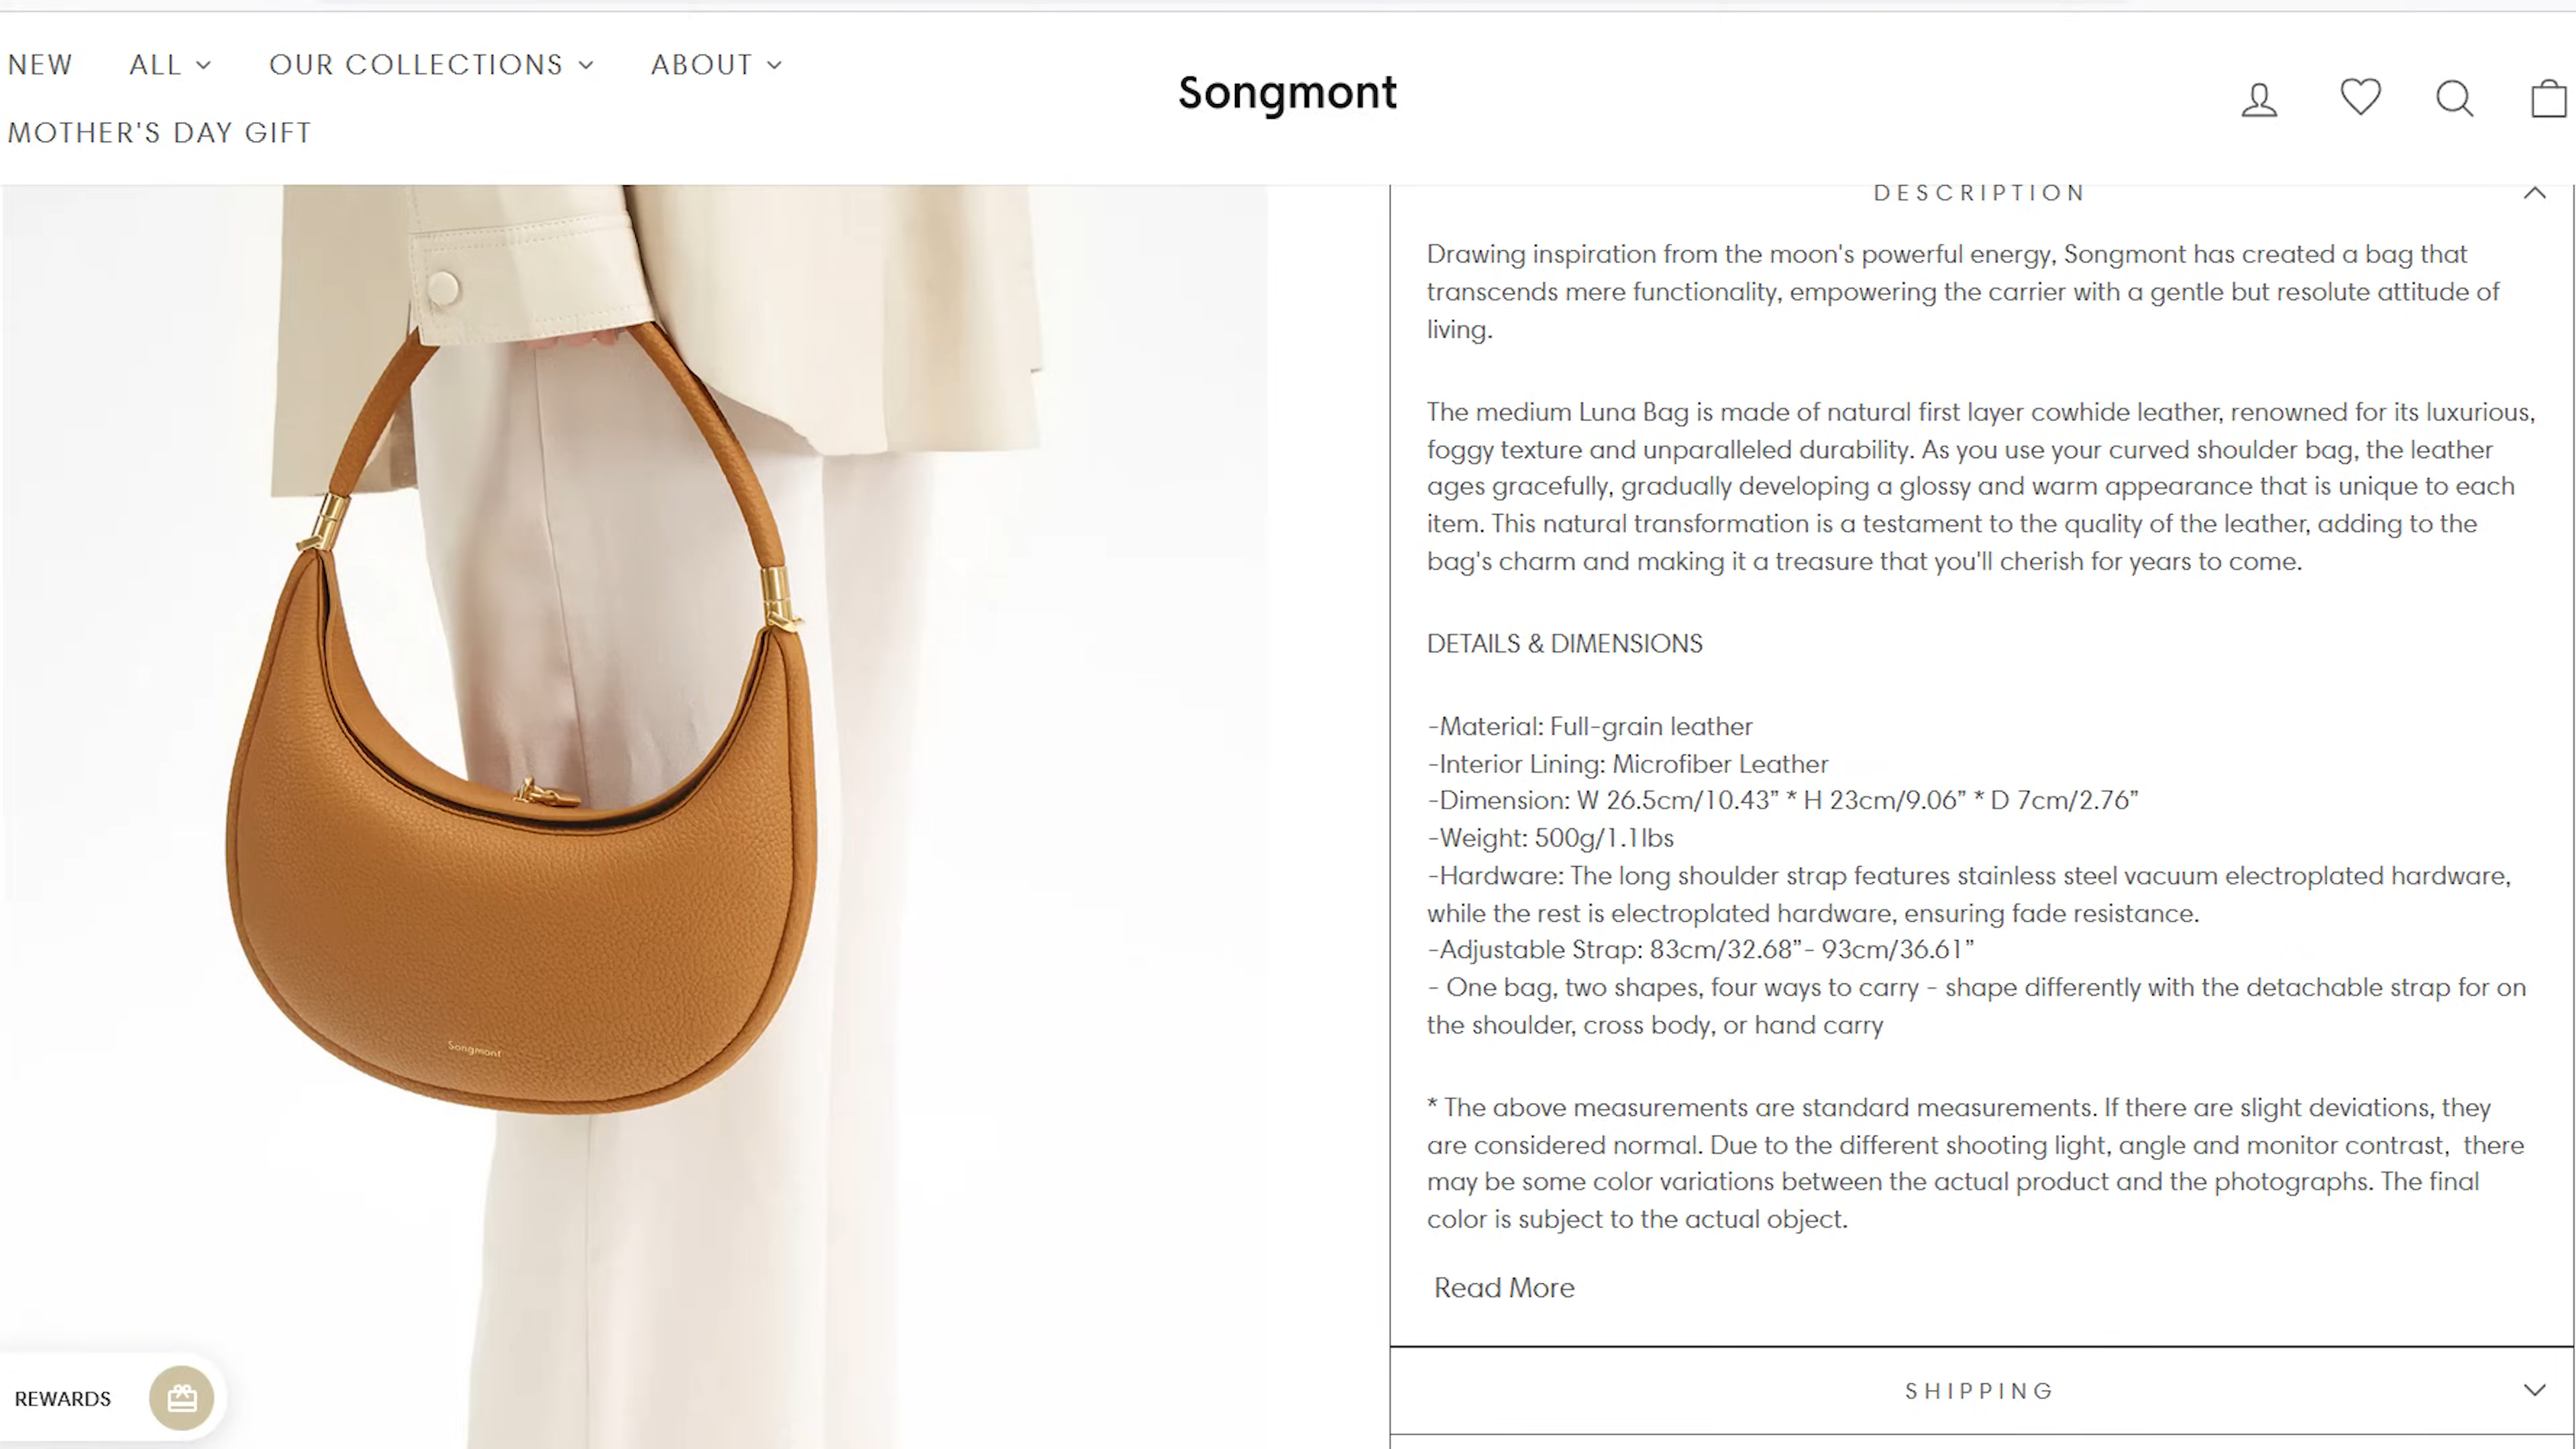 NEW ALL OUR COLLECTIONS ABOUT
MOTHER'S DAY GIFT
Songmont
DESCRIPTION
Drawing inspiration from the moon's powerful energy, Songmont has created a bag that
transcends mere functionality, empowering the carrier with a gentle but resolute attitude of
living.
The medium Luna Bag is made of natural first layer cowhide leather, renowned for its luxurious,
foggy texture and unparalleled durability. As you use your curved shoulder bag, the leather
ages gracefully, gradually developing a glossy and warm appearance that is unique to each
item. This natural transformation is a testament to the quality of the leather, adding to the
bag's charm and making it a treasure that you'll cherish for years to come.
DETAILS & DIMENSIONS
-Material: Full-grain leather
-Interior Lining: Microfiber Leather
-Dimension: W 26.5cm/10.43” * H 23cm/9.06” * D 7cm/2.76”
-Weight: 500g/1.1lbs
-Hardware: The long shoulder strap features stainless steel vacuum electroplated hardware,
while the rest is electroplated hardware, ensuring fade resistance.
-Adjustable Strap: 83cm/32.68”- 93cm/36.61”
- One bag, two shapes, four ways to carry - shape differently with the detachable strap for on
the shoulder, cross body, or hand carry
* The above measurements are standard measurements. If there are slight deviations, they
are considered normal. Due to the different shooting light, angle and monitor contrast,  there
may be some color variations between the actual product and the photographs. The final
color is subject to the actual object.
Read More
SHIPPING
Songmont
REWARDS